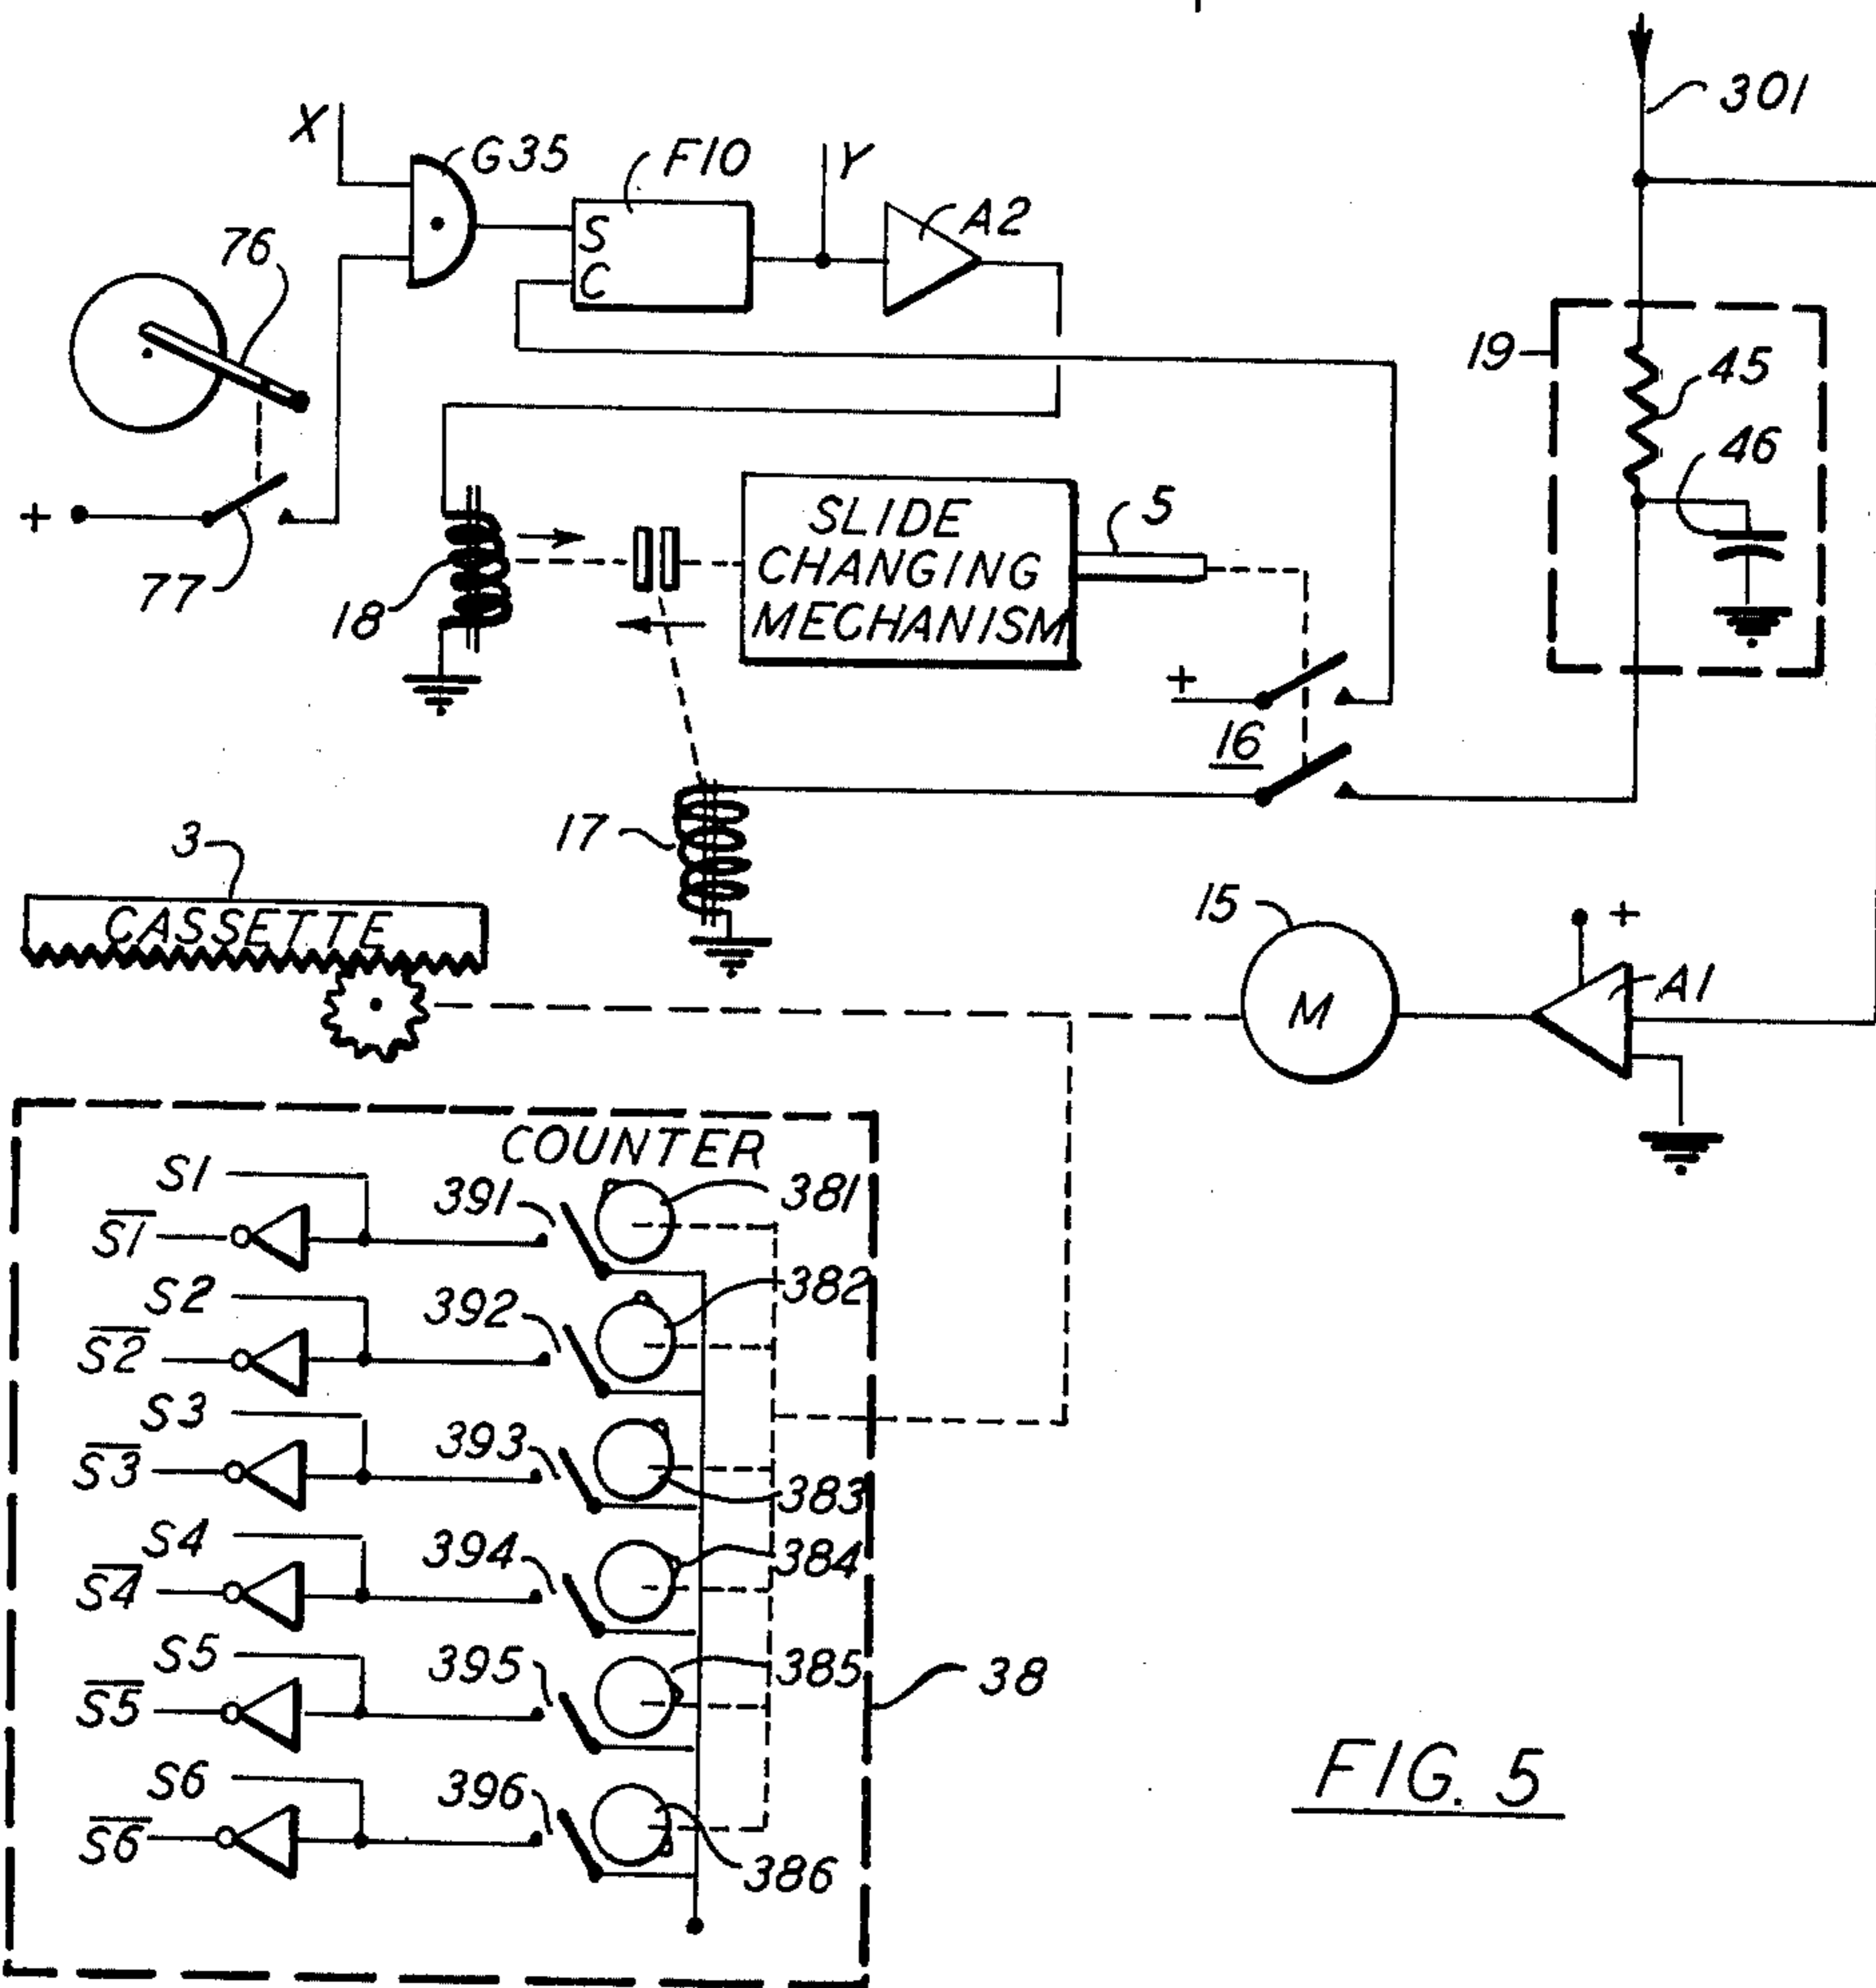 301
X
G35
F10
Y
A2
S
C
76
19
45
46
+
77
18
SLIDE
CHANGING
MECHANISM
5
+
16
17
3
CASSETTE
15
M
+
A1
COUNTER
S1
S̅1̅
391
381
S2
S̅2̅
392
382
S3
S̅3̅
393
383
S4
S̅4̅
394
384
S5
S̅5̅
395
385
38
S6
S̅6̅
396
386
FIG. 5